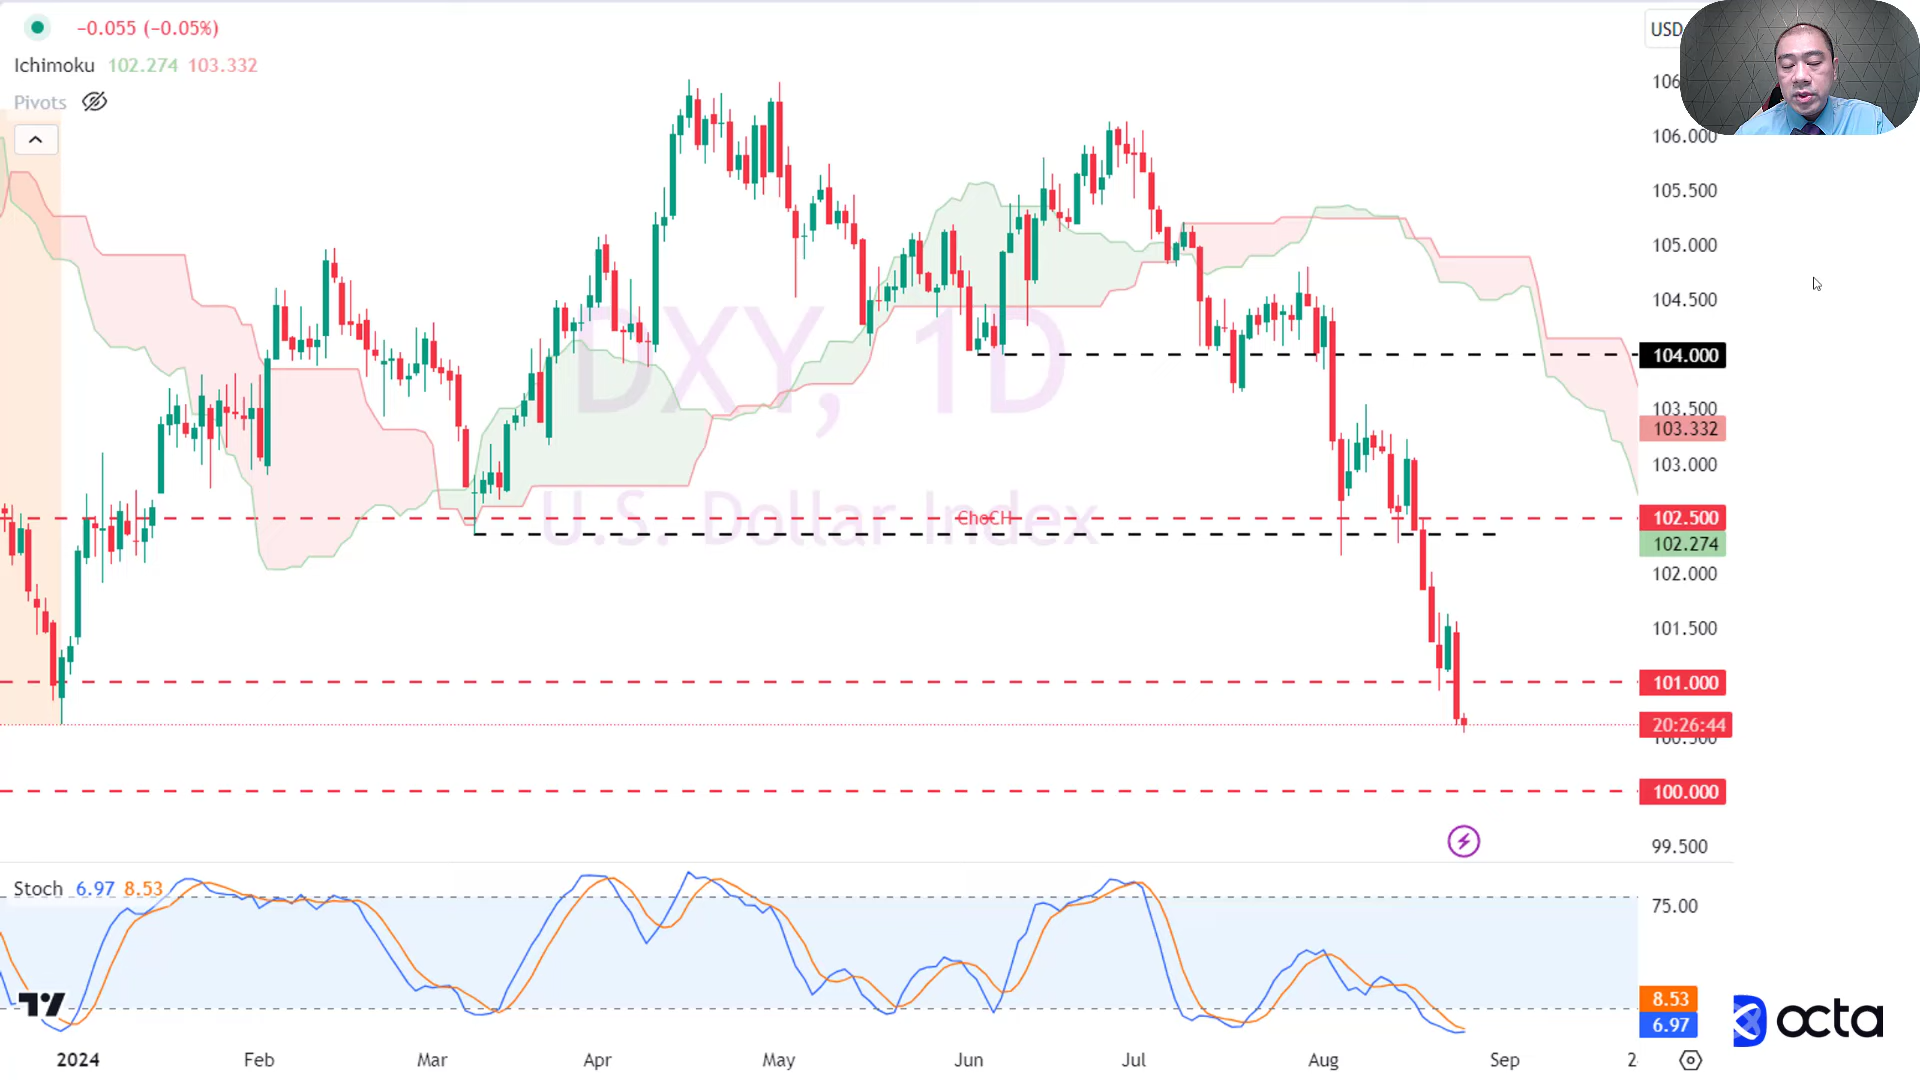 −0.055 (−0.05%)
Ichimoku 102.274 103.332
Pivots
USD
106.000
105.500
105.000
104.500
104.000
103.500
103.332
103.000
102.500
102.274
102.000
101.500
101.000
20:26:44
100.500
100.000
99.500
DXY, 1D
U.S. Dollar Index
ChoCH
Stoch 6.97 8.53
75.00
8.53
6.97
2024 Feb Mar Apr May Jun Jul Aug Sep
octa